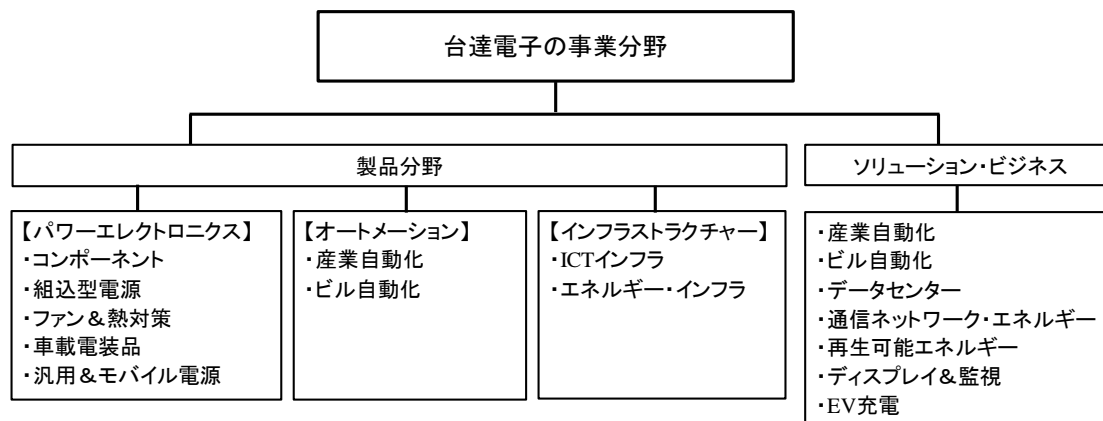 台達電子の事業分野
製品分野
ソリューション・ビジネス
【パワーエレクトロニクス】
・コンポーネント
・組込型電源
・ファン&熱対策
・車載電装品
・汎用&モバイル電源
【オートメーション】
・産業自動化
・ビル自動化
【インフラストラクチャー】
・ICTインフラ
・エネルギー・インフラ
・産業自動化
・ビル自動化
・データセンター
・通信ネットワーク・エネルギー
・再生可能エネルギー
・ディスプレイ&監視
・EV充電